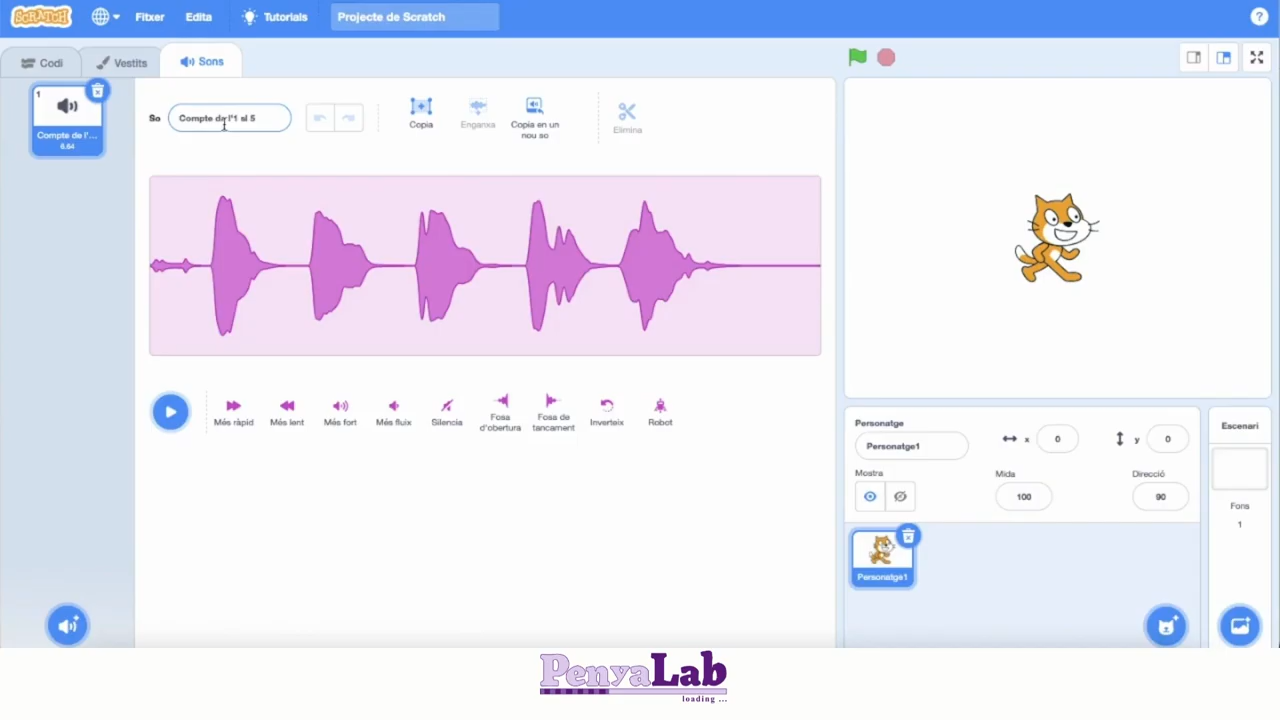 SCRATCH
Fitxer
Edita
Tutorials
Projecte de Scratch
?
Codi
Vestits
Sons
1
Compte de l'...
6.64
So
Compte de l'1 al 5
Copia
Enganxa
Copia en un
nou so
Elimina
Més ràpid
Més lent
Més fort
Més fluix
Silencia
Fosa
d'obertura
Fosa de
tancament
Inverteix
Robot
Personatge
Personatge1
x
0
y
0
Mostra
Mida
100
Direcció
90
Personatge1
Escenari
Fons
1
PenyaLab
loading ...